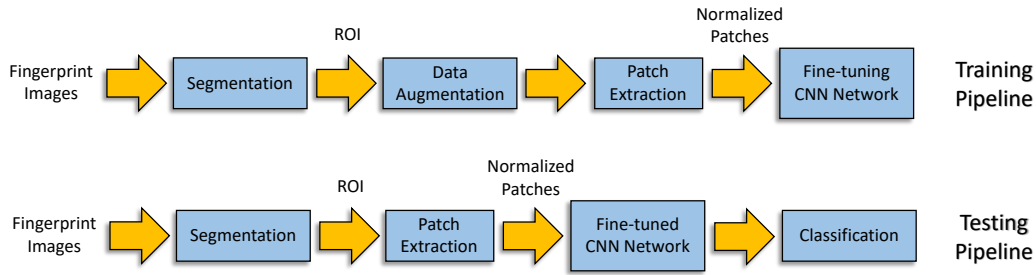 Normalized
Patches
ROI
Fingerprint
Images
Segmentation
Data
Augmentation
Patch
Extraction
Fine-tuning
CNN Network
Training
Pipeline
Normalized
Patches
ROI
Fingerprint
Images
Segmentation
Patch
Extraction
Fine-tuned
CNN Network
Classification
Testing
Pipeline